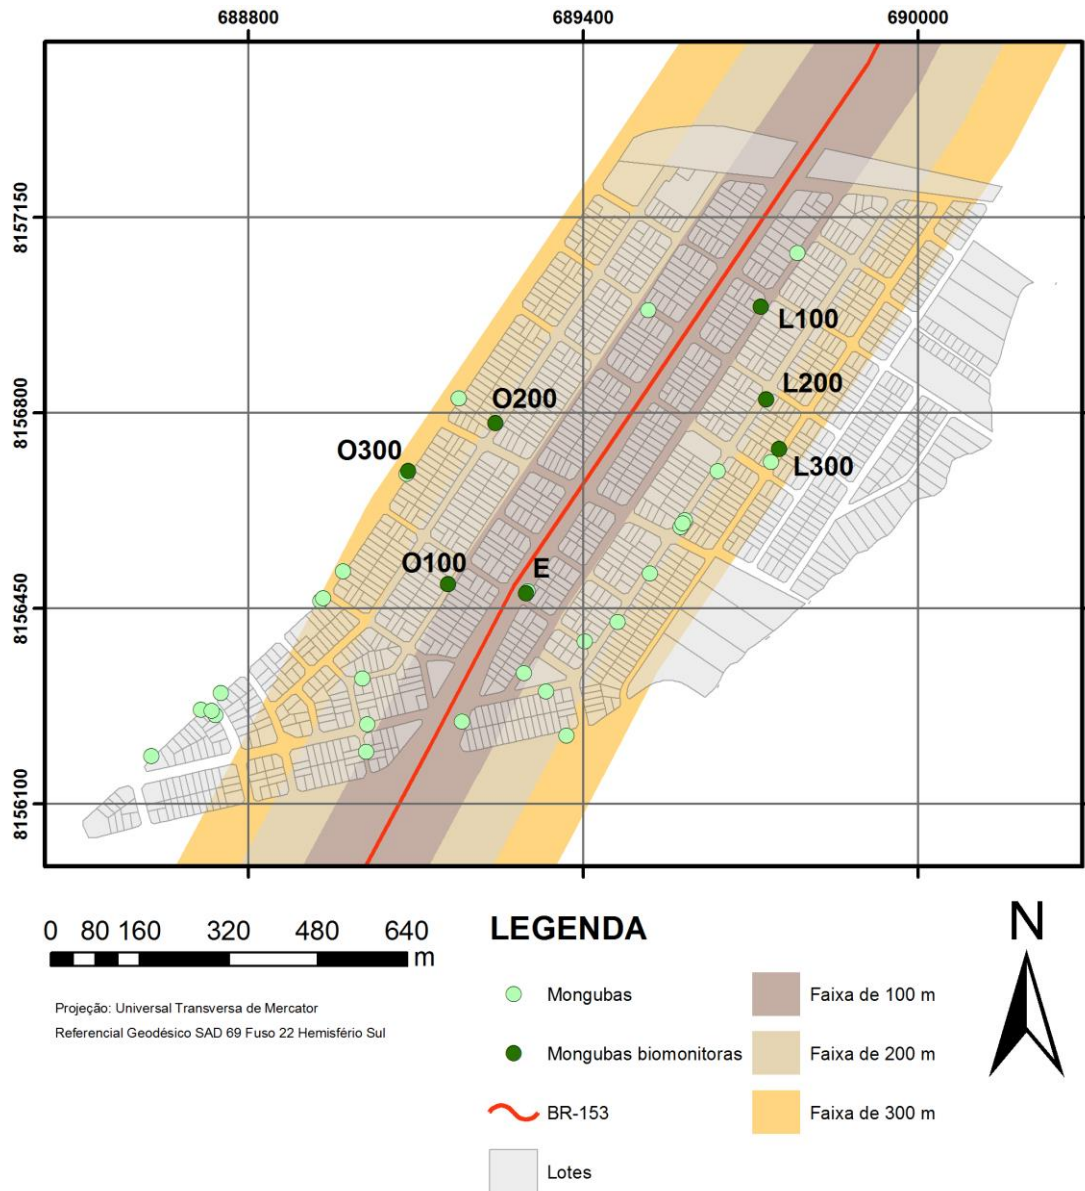 688800 689400 690000
8157150
8156800
8156450
8156100
L100
L200
O200
O300
L300
O100
E
0 80 160 320 480 640
m
Projeção: Universal Transversa de Mercator
Referencial Geodésico SAD 69 Fuso 22 Hemisfério Sul
LEGENDA
Mongubas
Mongubas biomonitoras
BR-153
Lotes
Faixa de 100 m
Faixa de 200 m
Faixa de 300 m
N